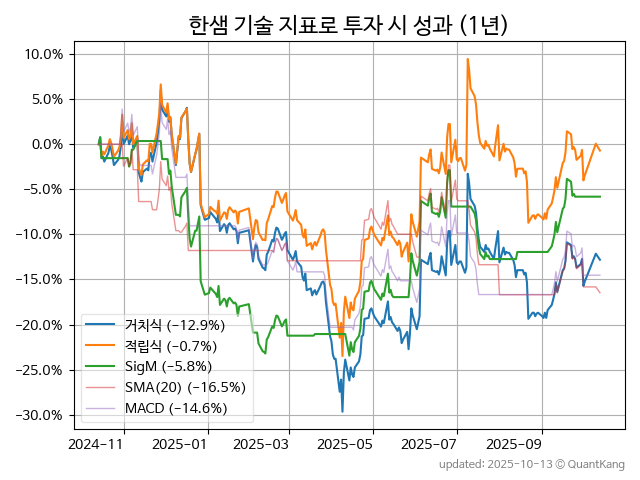 한샘 기술 지표로 투자 시 성과 (1년)
10.0%
5.0%
0.0%
−5.0%
−10.0%
−15.0%
−20.0%
−25.0%
−30.0%
거치식 (−12.9%)
적립식 (−0.7%)
SigM (−5.8%)
SMA(20) (−16.5%)
MACD (−14.6%)
2024−11 2025−01 2025−03 2025−05 2025−07 2025−09
updated: 2025-10-13 © QuantKang